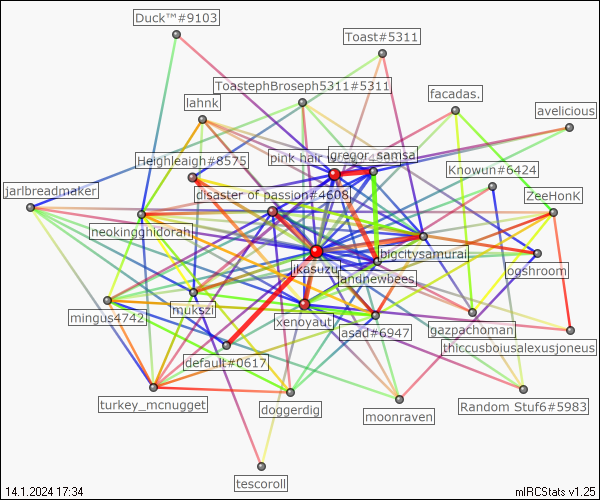 Duck™#9103
Toast#5311
ToastephBroseph5311#5311
facadas.
lahnk
avelicious
pink hair
gregor_samsa
Heighleaigh#8575
Knowun#6424
jarlbreadmaker
disaster of passion#4608
ZeeHonK
neokingghidorah
bigcitysamurai
jikasuzu
andnewbees
ogshroom
mukszi
mingus4742
xenoyaut
asad#6947
gazpachoman
thiccusboiusalexusjoneus
default#0617
turkey_mcnugget
doggerdig
moonraven
Random Stuf6#5983
tescoroll
14.1.2024 17:34
mIRCStats v1.25